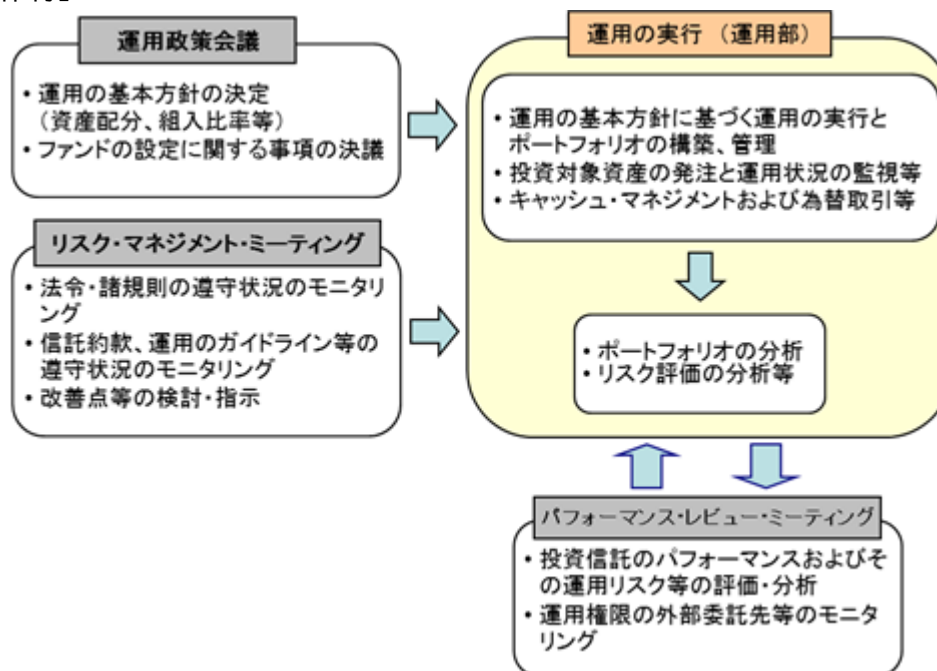 運用政策会議
・運用の基本方針の決定
（資産配分、組入比率等）
・ファンドの設定に関する事項の決議
リスク・マネジメント・ミーティング
・法令・諸規則の遵守状況のモニタリ
ング
・信託約款、運用のガイドライン等の
遵守状況のモニタリング
・改善点等の検討・指示
運用の実行 （運用部）
・運用の基本方針に基づく運用の実行と
ポートフォリオの構築、管理
・投資対象資産の発注と運用状況の監視等
・キャッシュ・マネジメントおよび為替取引等
・ポートフォリオの分析
・リスク評価の分析等
パフォーマンス・レビュー・ミーティング
・投資信託のパフォーマンスおよびそ
の運用リスク等の評価・分析
・運用権限の外部委託先等のモニタ
リング